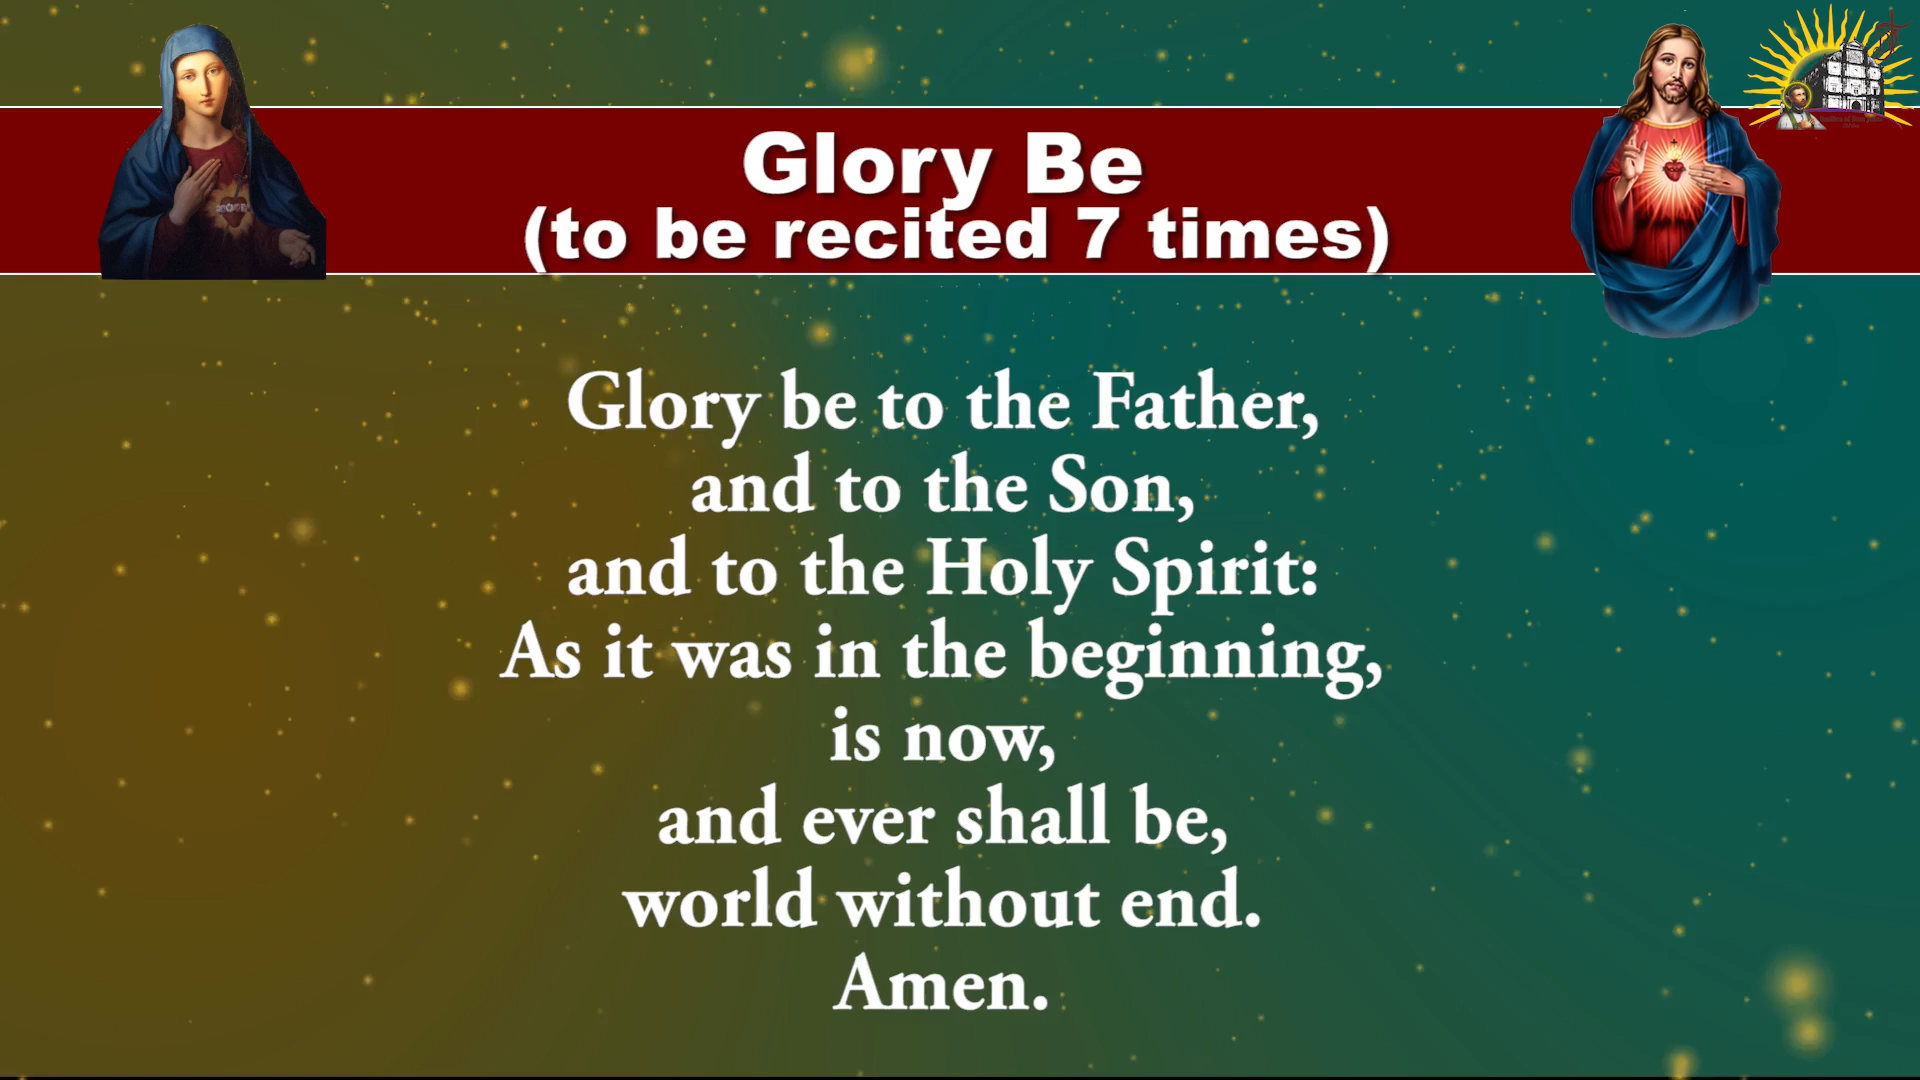 Glory Be
(to be recited 7 times)
Glory be to the Father,
and to the Son,
and to the Holy Spirit:
As it was in the beginning,
is now,
and ever shall be,
world without end.
Amen.